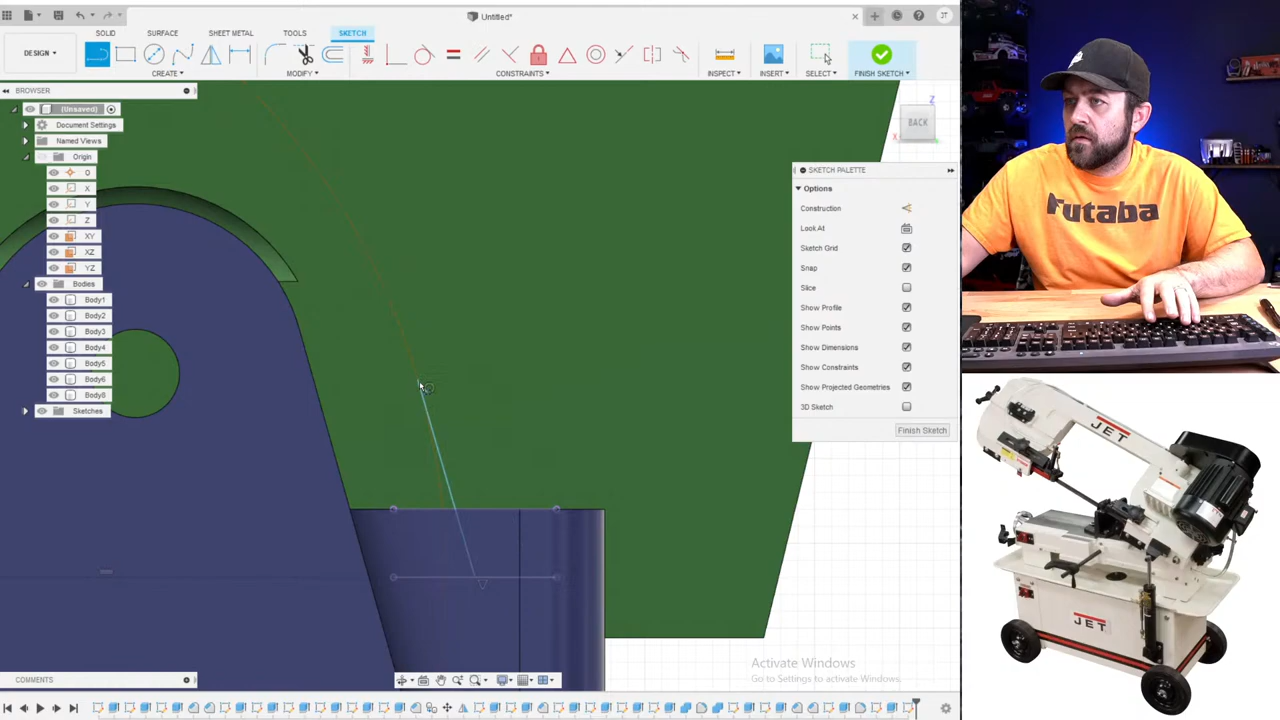 Untitled*
JT
DESIGN
SOLID
SURFACE
SHEET METAL
TOOLS
SKETCH
CREATE
MODIFY
CONSTRAINTS
INSPECT
INSERT
SELECT
FINISH SKETCH
BROWSER
(Unsaved)
Document Settings
Named Views
Origin
O
X
Y
Z
XY
XZ
YZ
Bodies
Body1
Body2
Body3
Body4
Body5
Body6
Body8
Sketches
Z
BACK
X
SKETCH PALETTE
Options
Construction
Look At
Sketch Grid
Snap
Slice
Show Profile
Show Points
Show Dimensions
Show Constraints
Show Projected Geometries
3D Sketch
Finish Sketch
Activate Windows
Go to Settings to activate Windows.
COMMENTS
Futaba
JET
JET